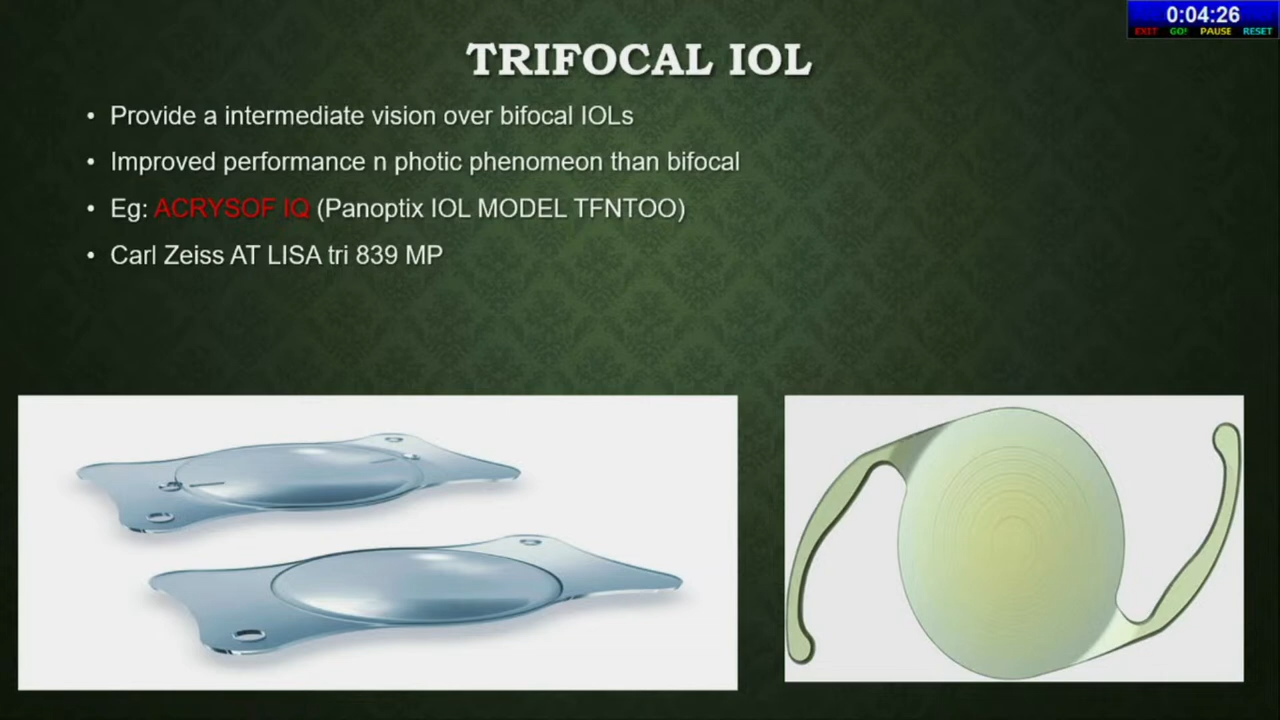 0:04:26
EXIT GO! PAUSE RESET
TRIFOCAL IOL
• Provide a intermediate vision over bifocal IOLs
• Improved performance n photic phenomeon than bifocal
• Eg: ACRYSOF IQ (Panoptix IOL MODEL TFNTOO)
• Carl Zeiss AT LISA tri 839 MP